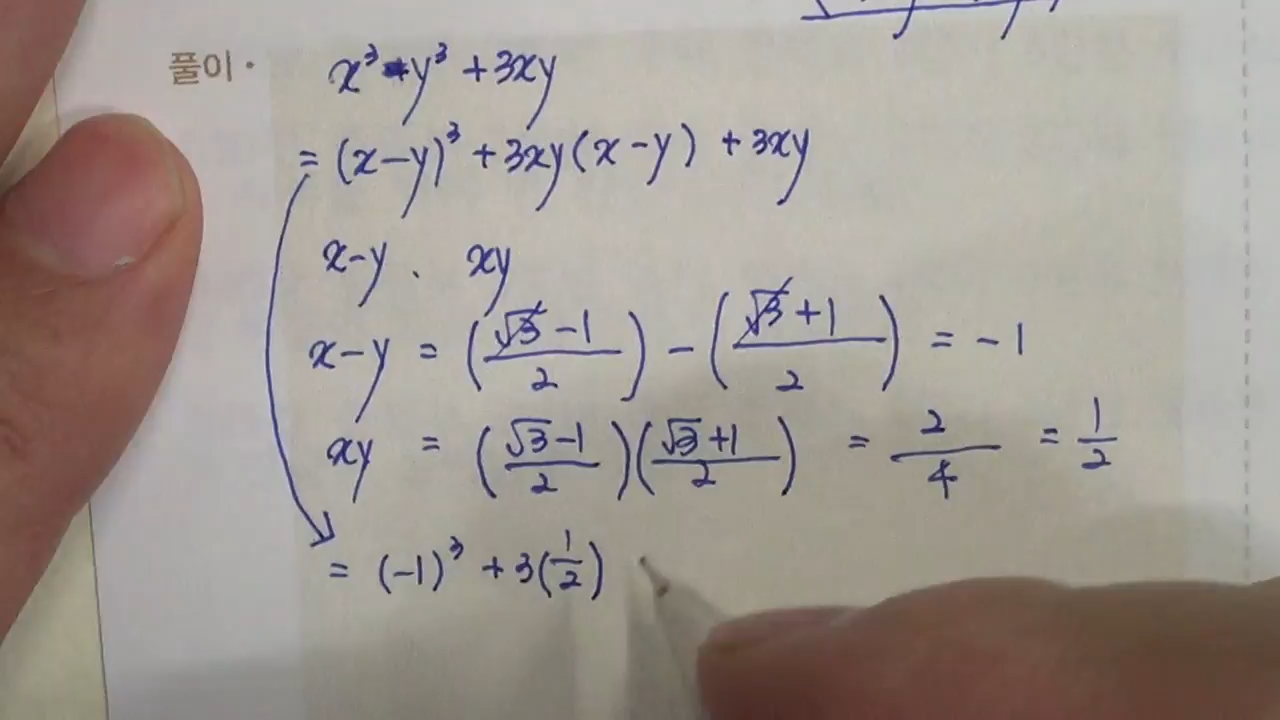 풀이 · x³ - y³ + 3xy
= (x-y)³ + 3xy(x-y) + 3xy
x-y . xy
x-y = (√3-1/2) - (√3+1/2) = -1
xy = (√3-1/2)(√3+1/2) = 2/4 = 1/2
= (-1)³ + 3(1/2)